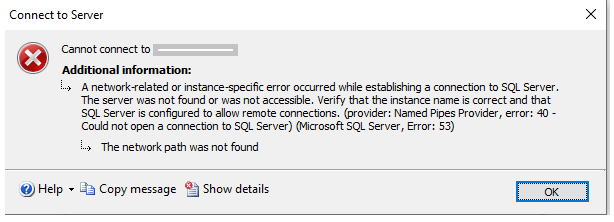 Connect to Server
Cannot connect to
Additional information:
A network-related or instance-specific error occurred while establishing a connection to SQL Server.
The server was not found or was not accessible. Verify that the instance name is correct and that
SQL Server is configured to allow remote connections. (provider: Named Pipes Provider, error: 40 -
Could not open a connection to SQL Server) (Microsoft SQL Server, Error: 53)
The network path was not found
Help Copy message Show details OK